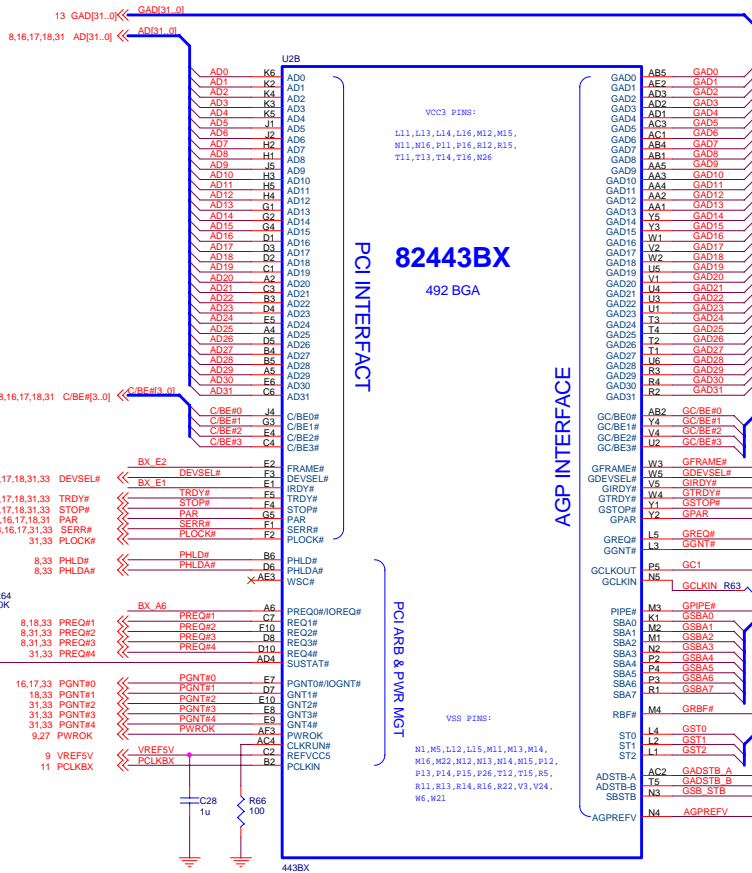 13 GAD[31..0] GAD[31..0]
8,16,17,18,31 AD[31..0] AD[31..0]
U2B
82443BX
492 BGA
VCC3 PINS:
L11,L13,L14,L16,M12,M15,
N11,N16,P11,P16,R12,R15,
T11,T13,T14,T16,N26
PCI INTERFACT
AD0 K6 AD0
AD1 K2 AD1
AD2 K4 AD2
AD3 K3 AD3
AD4 K5 AD4
AD5 J1 AD5
AD6 J2 AD6
AD7 H2 AD7
AD8 H1 AD8
AD9 J5 AD9
AD10 H3 AD10
AD11 H5 AD11
AD12 H4 AD12
AD13 G1 AD13
AD14 G2 AD14
AD15 G4 AD15
AD16 D1 AD16
AD17 D3 AD17
AD18 D2 AD18
AD19 C1 AD19
AD20 A2 AD20
AD21 C3 AD21
AD22 B3 AD22
AD23 D4 AD23
AD24 E5 AD24
AD25 A4 AD25
AD26 D5 AD26
AD27 B4 AD27
AD28 B5 AD28
AD29 A5 AD29
AD30 E6 AD30
AD31 C6 AD31
8,16,17,18,31 C/BE#[3..0] C/BE#[3..0]
C/BE#0 J4 C/BE0#
C/BE#1 G3 C/BE1#
C/BE#2 E4 C/BE2#
C/BE#3 C4 C/BE3#
BX_E2 E2 FRAME#
,17,18,31,33 DEVSEL# DEVSEL# F3 DEVSEL#
BX_E1 E1 IRDY#
,17,18,31,33 TRDY# TRDY# F5 TRDY#
,17,18,31,33 STOP# STOP# F4 STOP#
,16,17,18,31 PAR PAR G5 PAR
,16,17,31,33 SERR# SERR# F1 SERR#
31,33 PLOCK# PLOCK# F2 PLOCK#
8,33 PHLD# PHLD# B6 PHLD#
8,33 PHLDA# PHLDA# D6 PHLDA#
AE3 WSC#
PCI ARB & PWR MGT
BX_A6 A6 PREQ0#/IOREQ#
8,18,33 PREQ#1 PREQ#1 C7 REQ1#
8,31,33 PREQ#2 PREQ#2 F10 REQ2#
8,31,33 PREQ#3 PREQ#3 D8 REQ3#
31,33 PREQ#4 PREQ#4 D10 REQ4#
AD4 SUSTAT#
16,17,33 PGNT#0 PGNT#0 E7 PGNT0#/IOGNT#
18,33 PGNT#1 PGNT#1 D7 GNT1#
31,33 PGNT#2 PGNT#2 E10 GNT2#
31,33 PGNT#3 PGNT#3 E8 GNT3#
31,33 PGNT#4 PGNT#4 E9 GNT4#
9,27 PWROK PWROK AF3 PWROK
AC4 CLKRUN#
9 VREF5V VREF5V C2 REFVCC5
11 PCLKBX PCLKBX B2 PCLKIN
C28
1u
R66
100
443BX
VSS PINS:
N1,M5,L12,L15,M11,M13,M14,
M16,M22,N12,N13,N14,N15,P12,
P13,P14,P15,P26,T12,T15,R5,
R11,R13,R14,R16,R22,V3,V24,
W6,W21
AGP INTERFACE
GAD0 AB5 GAD0
GAD1 AE2 GAD1
GAD2 AD3 GAD2
GAD3 AD2 GAD3
GAD4 AD1 GAD4
GAD5 AC3 GAD5
GAD6 AC1 GAD6
GAD7 AB4 GAD7
GAD8 AB1 GAD8
GAD9 AA5 GAD9
GAD10 AA3 GAD10
GAD11 AA4 GAD11
GAD12 AA2 GAD12
GAD13 AA1 GAD13
GAD14 Y5 GAD14
GAD15 Y3 GAD15
GAD16 W1 GAD16
GAD17 V2 GAD17
GAD18 W2 GAD18
GAD19 U5 GAD19
GAD20 V1 GAD20
GAD21 U4 GAD21
GAD22 U3 GAD22
GAD23 U1 GAD23
GAD24 T3 GAD24
GAD25 T4 GAD25
GAD26 T2 GAD26
GAD27 T1 GAD27
GAD28 U6 GAD28
GAD29 R3 GAD29
GAD30 R4 GAD30
GAD31 R2 GAD31
GC/BE0# AB2 GC/BE#0
GC/BE1# Y4 GC/BE#1
GC/BE2# V4 GC/BE#2
GC/BE3# U2 GC/BE#3
GFRAME# W3 GFRAME#
GDEVSEL# W5 GDEVSEL#
GIRDY# V5 GIRDY#
GTRDY# W4 GTRDY#
GSTOP# Y1 GSTOP#
GPAR Y2 GPAR
GREQ# L5 GREQ#
GGNT# L3 GGNT#
GCLKOUT P5 GC1
GCLKIN N5 GCLKIN R63
PIPE# M3 GPIPE#
SBA0 K1 GSBA0
SBA1 M2 GSBA1
SBA2 M1 GSBA2
SBA3 N2 GSBA3
SBA4 P2 GSBA4
SBA5 P4 GSBA5
SBA6 P3 GSBA6
SBA7 R1 GSBA7
RBF# M4 GRBF#
ST0 L4 GST0
ST1 L2 GST1
ST2 L1 GST2
ADSTB-A AC2 GADSTB_A
ADSTB-B T5 GADSTB_B
SBSTB N3 GSB_STB
AGPREFV N4 AGPREFV